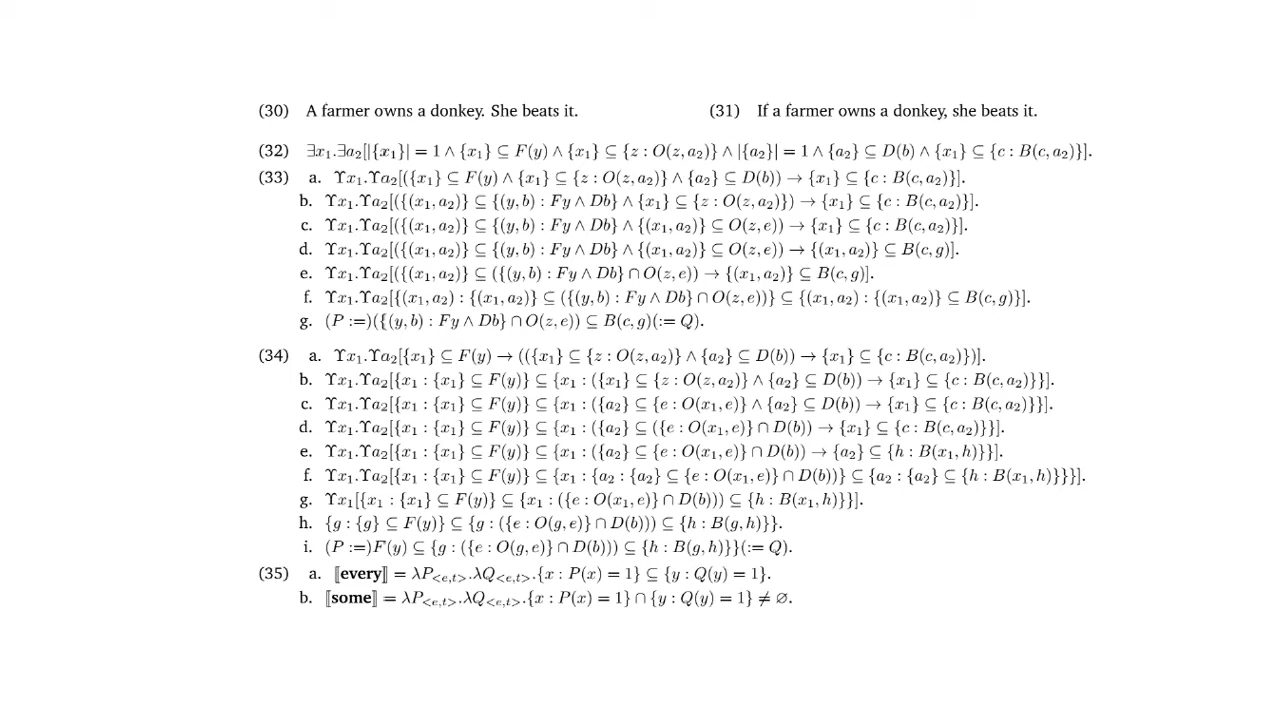 (30) A farmer owns a donkey. She beats it. (31) If a farmer owns a donkey, she beats it.
(32) ∃x₁.∃a₂[|{x₁}| = 1 ∧ {x₁} ⊆ F(y) ∧ {x₁} ⊆ {z : O(z, a₂)} ∧ |{a₂}| = 1 ∧ {a₂} ⊆ D(b) ∧ {x₁} ⊆ {c : B(c, a₂)}].
(33) a. ϒx₁.ϒa₂[({x₁} ⊆ F(y) ∧ {x₁} ⊆ {z : O(z, a₂)} ∧ {a₂} ⊆ D(b)) → {x₁} ⊆ {c : B(c, a₂)}].
b. ϒx₁.ϒa₂[({(x₁, a₂)} ⊆ {(y, b) : Fy ∧ Db} ∧ {x₁} ⊆ {z : O(z, a₂)}) → {x₁} ⊆ {c : B(c, a₂)}].
c. ϒx₁.ϒa₂[({(x₁, a₂)} ⊆ {(y, b) : Fy ∧ Db} ∧ {(x₁, a₂)} ⊆ O(z, e)) → {x₁} ⊆ {c : B(c, a₂)}].
d. ϒx₁.ϒa₂[({(x₁, a₂)} ⊆ {(y, b) : Fy ∧ Db} ∧ {(x₁, a₂)} ⊆ O(z, e)) → {(x₁, a₂)} ⊆ B(c, g)].
e. ϒx₁.ϒa₂[({(x₁, a₂)} ⊆ ({(y, b) : Fy ∧ Db} ∩ O(z, e)) → {(x₁, a₂)} ⊆ B(c, g)].
f. ϒx₁.ϒa₂[{(x₁, a₂) : {(x₁, a₂)} ⊆ ({(y, b) : Fy ∧ Db} ∩ O(z, e))} ⊆ {(x₁, a₂) : {(x₁, a₂)} ⊆ B(c, g)}].
g. (P :=)({(y, b) : Fy ∧ Db} ∩ O(z, e)) ⊆ B(c, g)(:= Q).
(34) a. ϒx₁.ϒa₂[{x₁} ⊆ F(y) → (({x₁} ⊆ {z : O(z, a₂)} ∧ {a₂} ⊆ D(b)) → {x₁} ⊆ {c : B(c, a₂)})].
b. ϒx₁.ϒa₂[{x₁ : {x₁} ⊆ F(y)} ⊆ {x₁ : ({x₁} ⊆ {z : O(z, a₂)} ∧ {a₂} ⊆ D(b)) → {x₁} ⊆ {c : B(c, a₂)}}].
c. ϒx₁.ϒa₂[{x₁ : {x₁} ⊆ F(y)} ⊆ {x₁ : ({a₂} ⊆ {e : O(x₁, e)} ∧ {a₂} ⊆ D(b)) → {x₁} ⊆ {c : B(c, a₂)}}].
d. ϒx₁.ϒa₂[{x₁ : {x₁} ⊆ F(y)} ⊆ {x₁ : ({a₂} ⊆ ({e : O(x₁, e)} ∩ D(b)) → {x₁} ⊆ {c : B(c, a₂)}}].
e. ϒx₁.ϒa₂[{x₁ : {x₁} ⊆ F(y)} ⊆ {x₁ : ({a₂} ⊆ {e : O(x₁, e)} ∩ D(b)) → {a₂} ⊆ {h : B(x₁, h)}}].
f. ϒx₁.ϒa₂[{x₁ : {x₁} ⊆ F(y)} ⊆ {x₁ : {a₂ : {a₂} ⊆ {e : O(x₁, e)} ∩ D(b))} ⊆ {a₂ : {a₂} ⊆ {h : B(x₁, h)}}}].
g. ϒx₁[{x₁ : {x₁} ⊆ F(y)} ⊆ {x₁ : ({e : O(x₁, e)} ∩ D(b))) ⊆ {h : B(x₁, h)}}].
h. {g : {g} ⊆ F(y)} ⊆ {g : ({e : O(g, e)} ∩ D(b))) ⊆ {h : B(g, h)}}.
i. (P :=)F(y) ⊆ {g : ({e : O(g, e)} ∩ D(b))) ⊆ {h : B(g, h)}}(:= Q).
(35) a. ⟦every⟧ = λP<e,t>.λQ<e,t>.{x : P(x) = 1} ⊆ {y : Q(y) = 1}.
b. ⟦some⟧ = λP<e,t>.λQ<e,t>.{x : P(x) = 1} ∩ {y : Q(y) = 1} ≠ ∅.